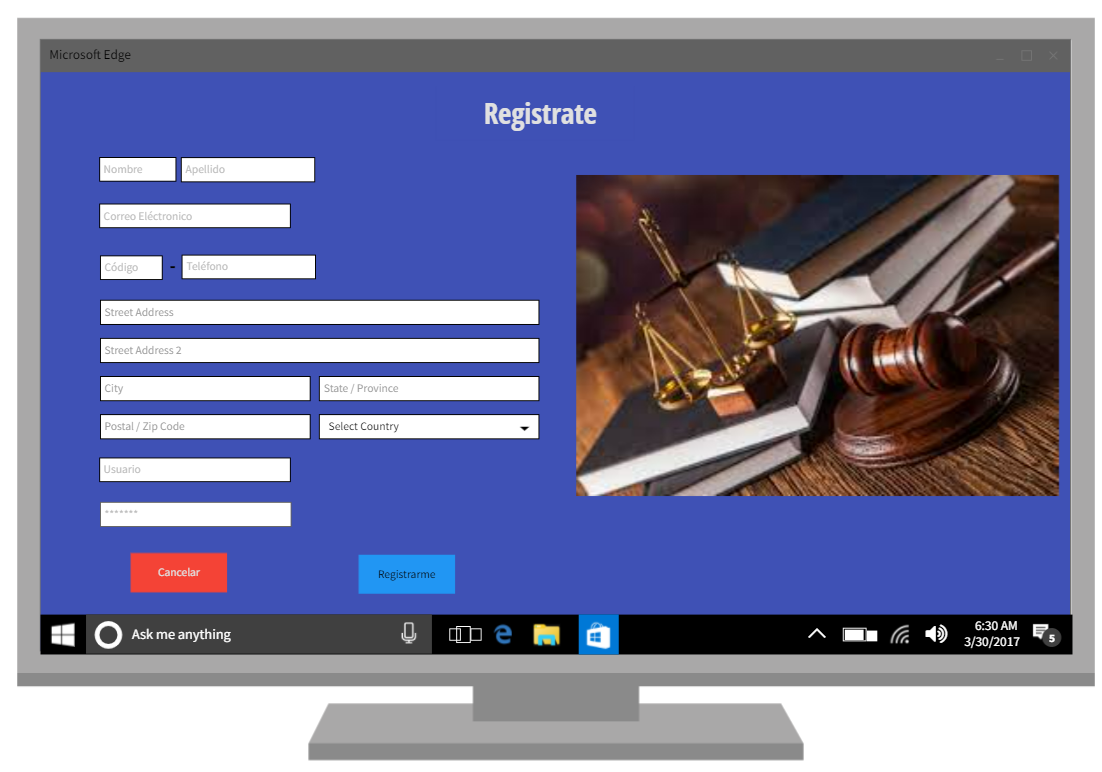 Microsoft Edge
Registrate
Nombre Apellido
Correo Eléctronico
Código - Teléfono
Street Address
Street Address 2
City State / Province
Postal / Zip Code Select Country
Usuario
*******
Cancelar Registrarme
Ask me anything 6:30 AM
3/30/2017 5